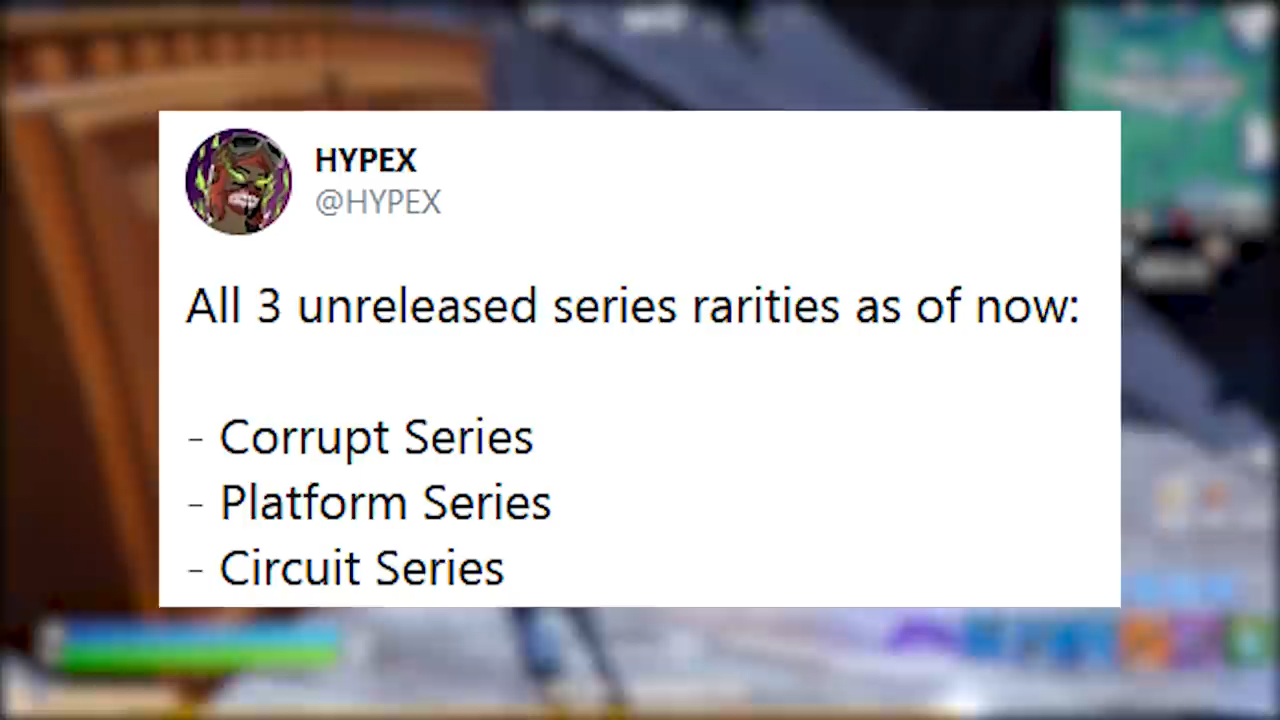 HYPEX
@HYPEX
All 3 unreleased series rarities as of now:
- Corrupt Series
- Platform Series
- Circuit Series